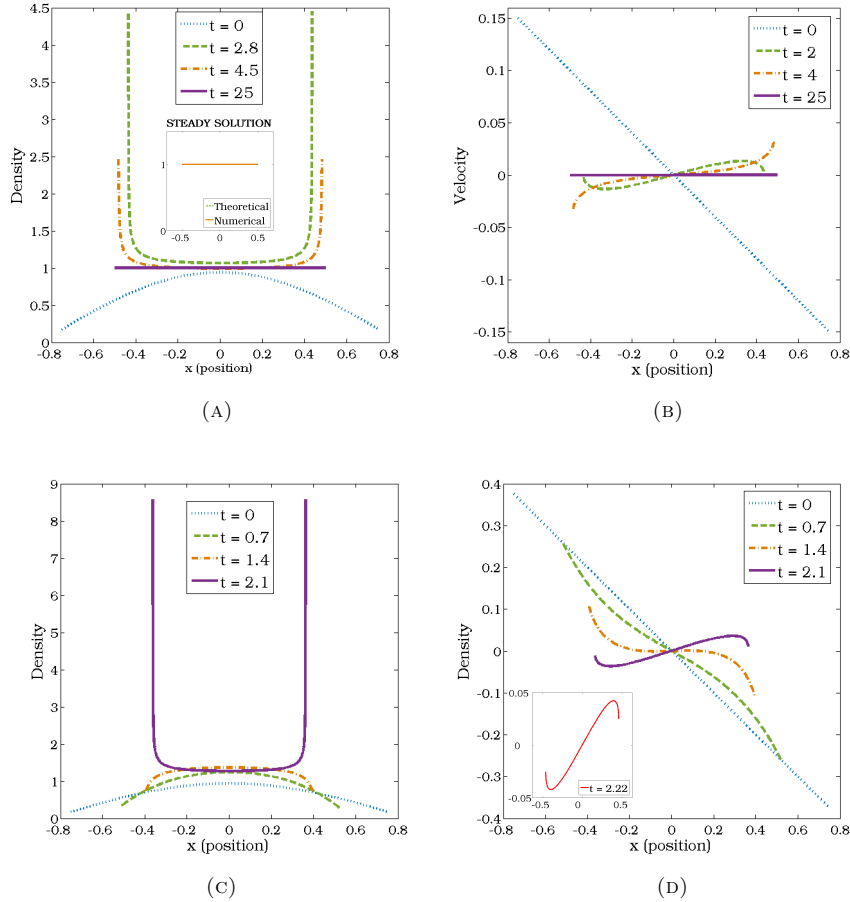 4.5
4
3.5
3
2.5
2
1.5
1
0.5
0
Density
t = 0
t = 2.8
t = 4.5
t = 25
STEADY SOLUTION
1
0
Theoretical
Numerical
-0.5 0 0.5
-0.8 -0.6 -0.4 -0.2 0 0.2 0.4 0.6 0.8
x (position)
(A)
0.15
0.10
0.05
0
-0.05
-0.10
-0.15
Velocity
t = 0
t = 2
t = 4
t = 25
-0.8 -0.6 -0.4 -0.2 0 0.2 0.4 0.6 0.8
x (position)
(B)
9
8
7
6
5
4
3
2
1
0
Density
t = 0
t = 0.7
t = 1.4
t = 2.1
-0.8 -0.6 -0.4 -0.2 0 0.2 0.4 0.6 0.8
x (position)
(C)
0.4
0.3
0.2
0.1
0
-0.1
-0.2
-0.3
-0.4
Density
t = 0
t = 0.7
t = 1.4
t = 2.1
0.05
0
-0.05
t = 2.22
-0.5 0 0.5
-0.8 -0.6 -0.4 -0.2 0 0.2 0.4 0.6 0.8
x (position)
(D)